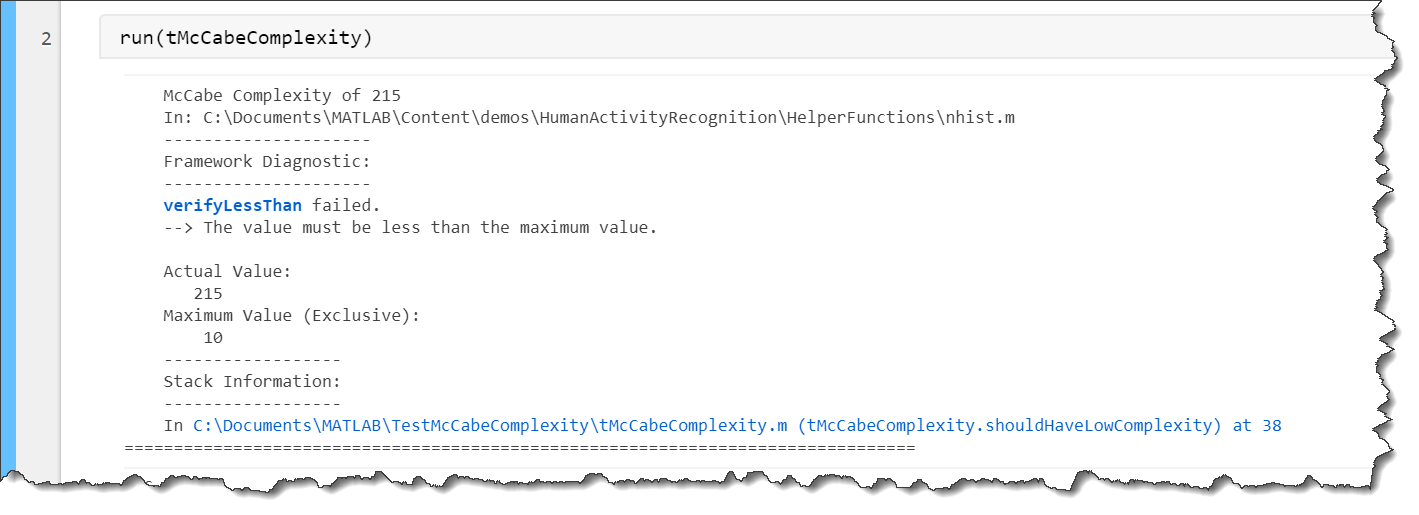 2
run(tMcCabeComplexity)
McCabe Complexity of 215
In: C:\Documents\MATLAB\Content\demos\HumanActivityRecognition\HelperFunctions\nhist.m
---------------------
Framework Diagnostic:
---------------------
verifyLessThan failed.
--> The value must be less than the maximum value.
Actual Value:
215
Maximum Value (Exclusive):
10
------------------
Stack Information:
------------------
In C:\Documents\MATLAB\TestMcCabeComplexity\tMcCabeComplexity.m (tMcCabeComplexity.shouldHaveLowComplexity) at 38
================================================================================